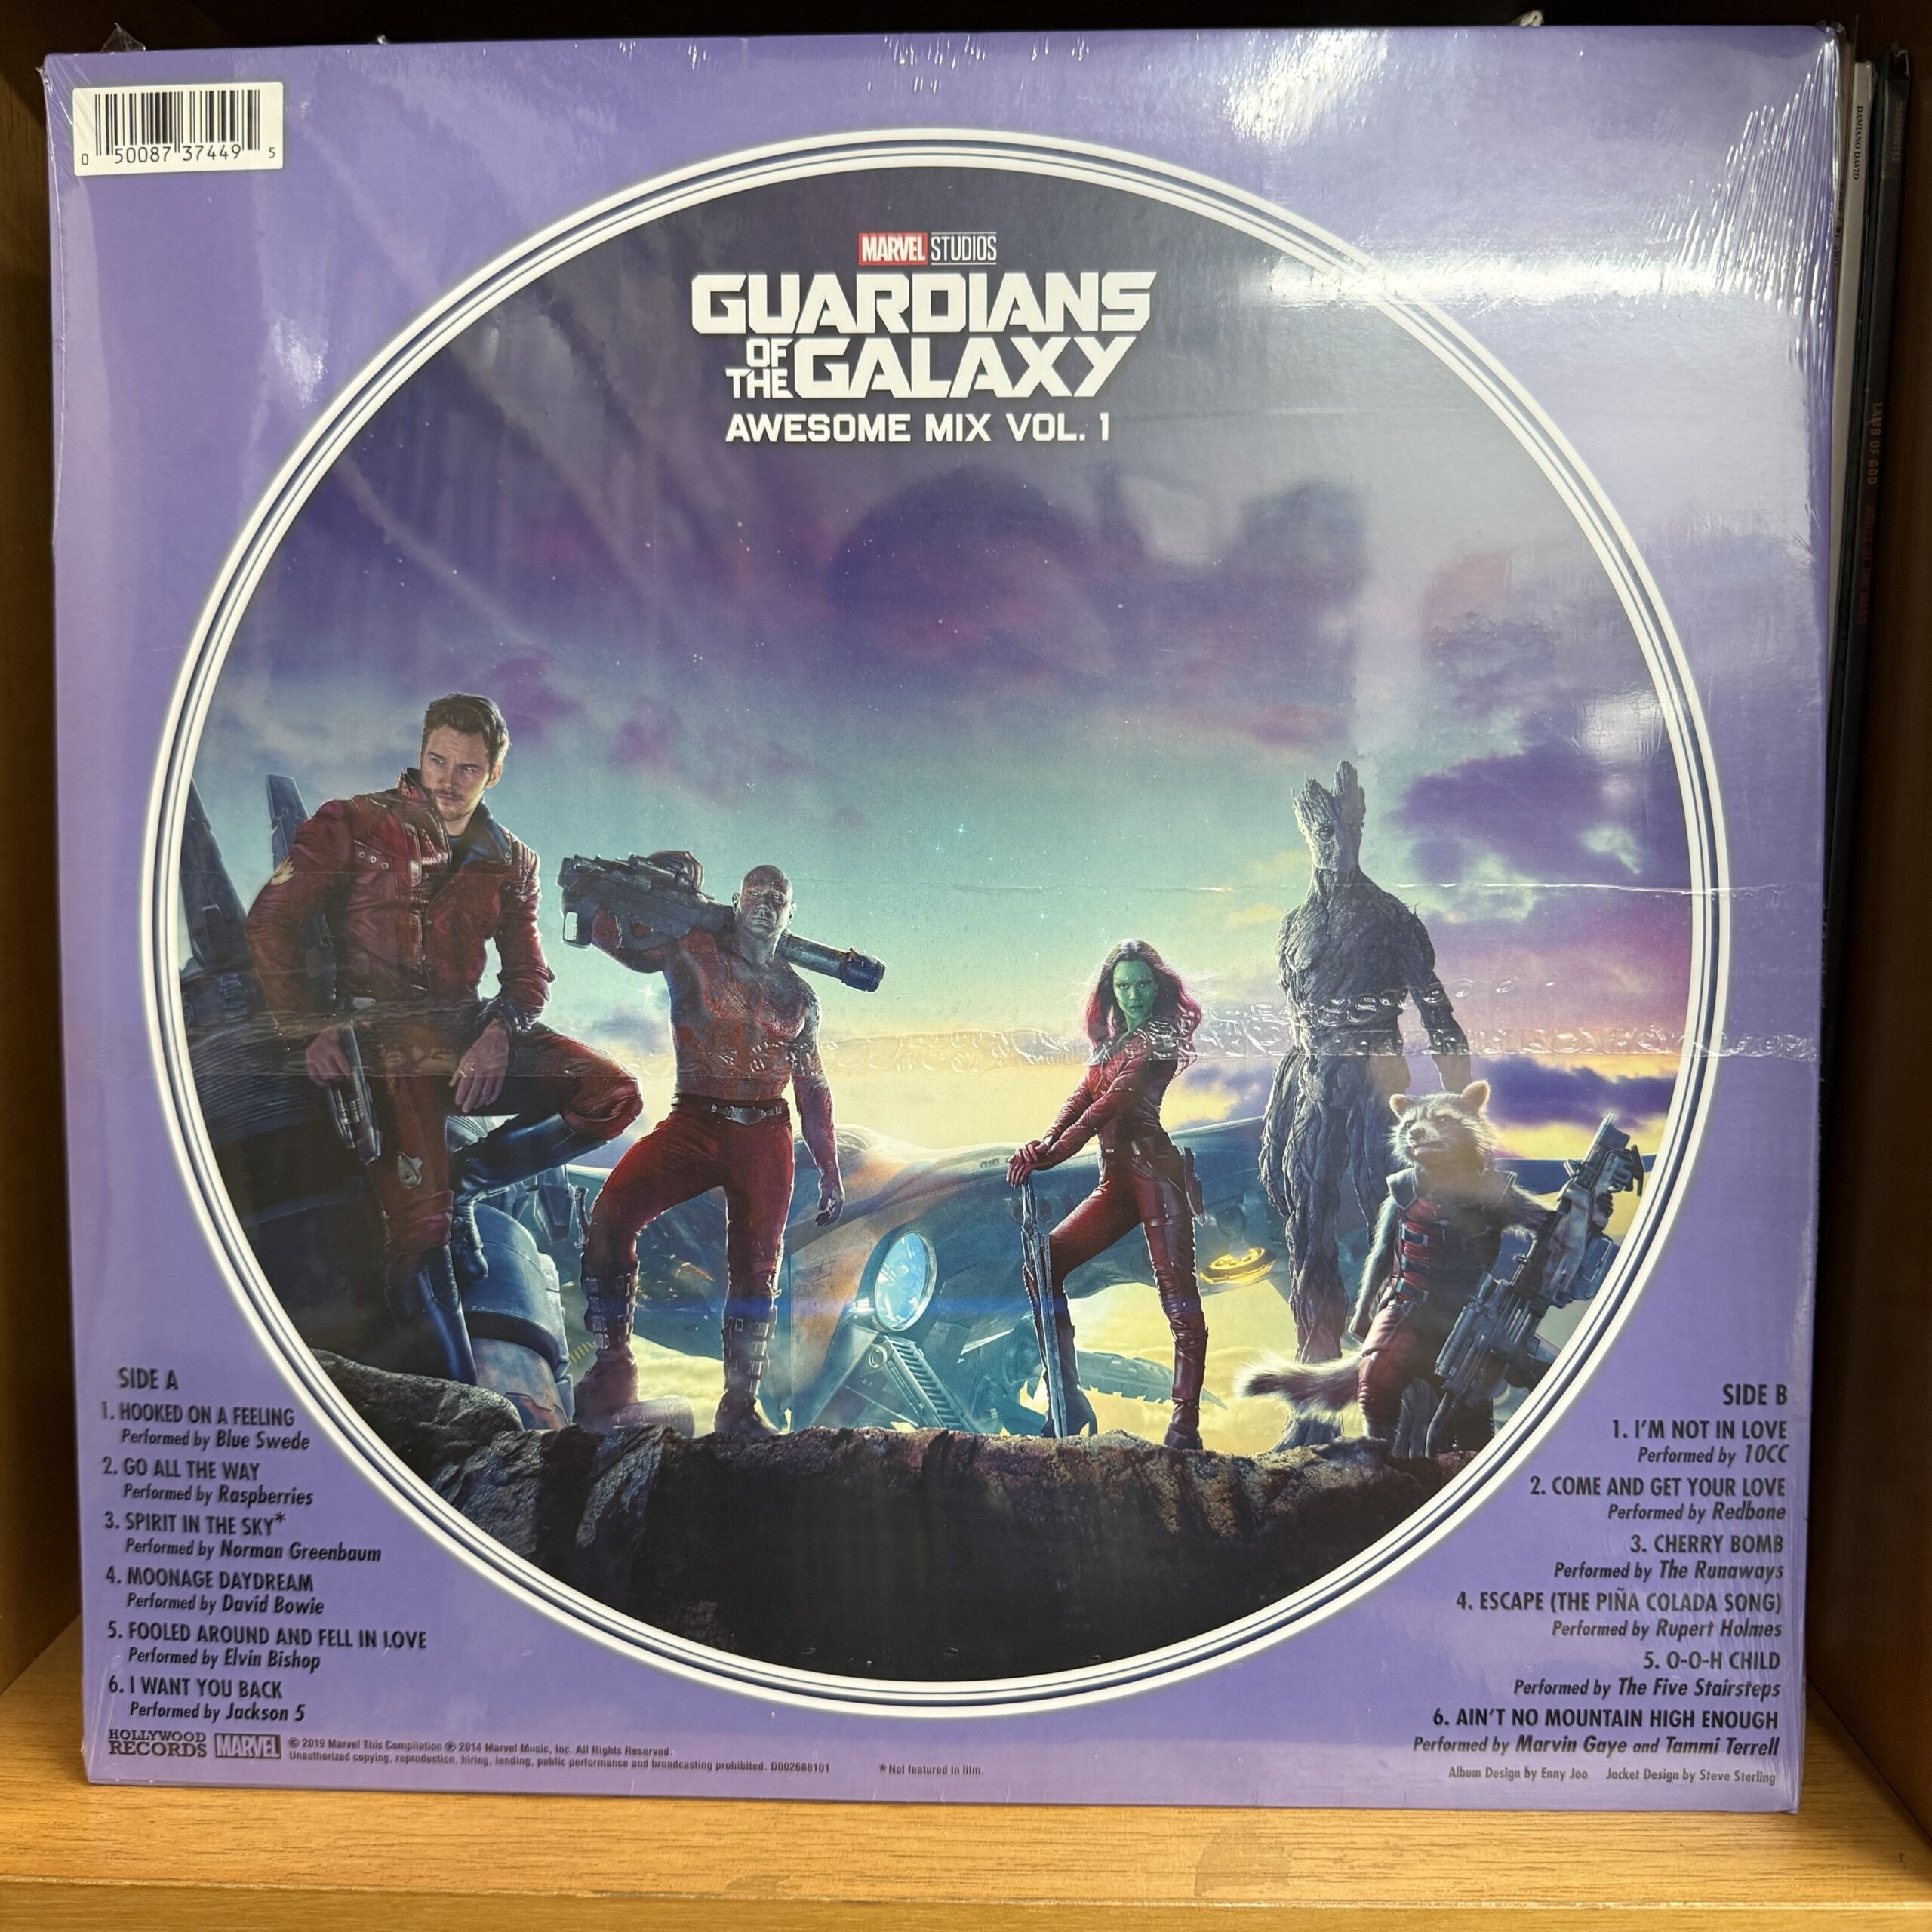 0 50087 37449 5
MARVEL STUDIOS
GUARDIANS
OF THE GALAXY
AWESOME MIX VOL. 1
SIDE A
1. HOOKED ON A FEELING
Performed by Blue Swede
2. GO ALL THE WAY
Performed by Raspberries
3. SPIRIT IN THE SKY*
Performed by Norman Greenbaum
4. MOONAGE DAYDREAM
Performed by David Bowie
5. FOOLED AROUND AND FELL IN LOVE
Performed by Elvin Bishop
6. I WANT YOU BACK
Performed by Jackson 5
SIDE B
1. I'M NOT IN LOVE
Performed by 10CC
2. COME AND GET YOUR LOVE
Performed by Redbone
3. CHERRY BOMB
Performed by The Runaways
4. ESCAPE (THE PIÑA COLADA SONG)
Performed by Rupert Holmes
5. O-O-H CHILD
Performed by The Five Stairsteps
6. AIN'T NO MOUNTAIN HIGH ENOUGH
Performed by Marvin Gaye and Tammi Terrell
HOLLYWOOD
RECORDS
MARVEL
© 2019 Marvel This Compilation ℗ 2014 Marvel Music, Inc. All Rights Reserved.
Unauthorized copying, reproduction, hiring, lending, public performance and broadcasting prohibited. D002688101
*Not featured in film.
Album Design by Enny Joo Jacket Design by Steve Sterling
DAMIANO DAVID
LAMB OF GOD